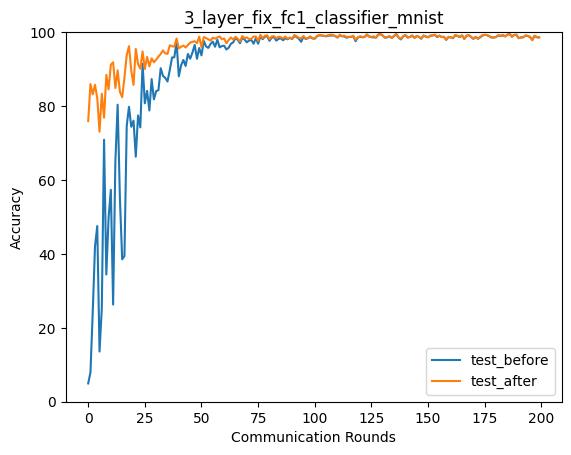 3_layer_fix_fc1_classifier_mnist
100
80
60
40
20
0
Accuracy
0 25 50 75 100 125 150 175 200
Communication Rounds
test_before
test_after